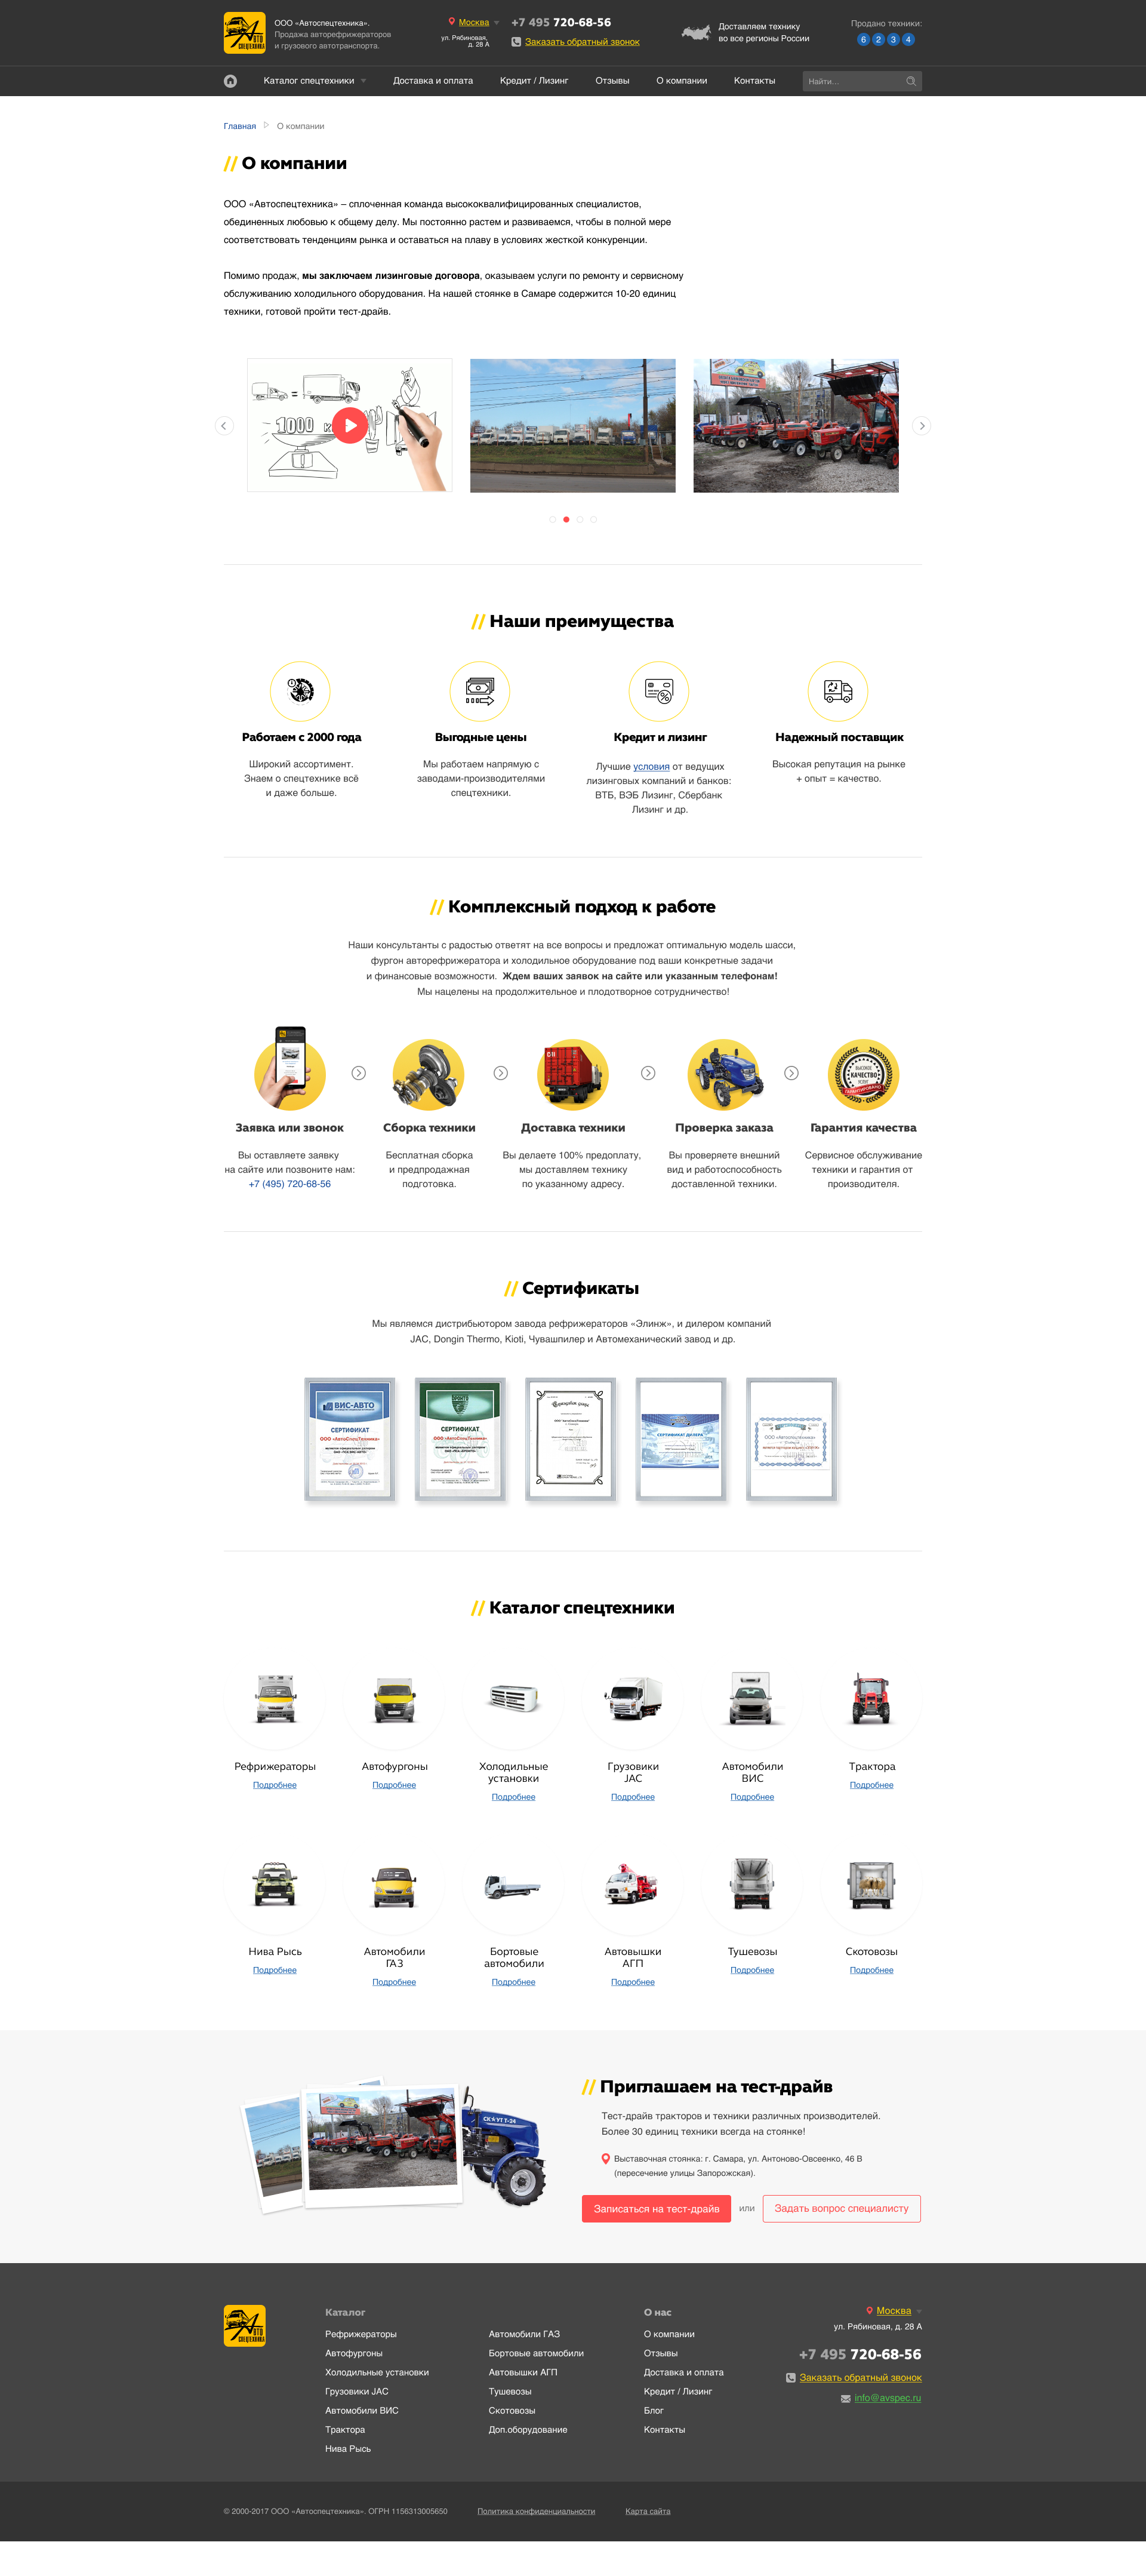 АВТО
СПЕЦТЕХНИКА
ООО «Автоспецтехника».
Продажа авторефрижераторов
и грузового автотранспорта.
Москва
ул. Рябиновая,
д. 28 А
+7 495 720-68-56
Заказать обратный звонок
Доставляем технику
во все регионы России
Продано техники:
6 2 3 4
Каталог спецтехники
Доставка и оплата
Кредит / Лизинг
Отзывы
О компании
Контакты
Найти...
Главная
О компании
// О компании
ООО «Автоспецтехника» – сплоченная команда высококвалифицированных специалистов,
обединенных любовью к общему делу. Мы постоянно растем и развиваемся, чтобы в полной мере
соответствовать тенденциям рынка и оставаться на плаву в условиях жесткой конкуренции.
Помимо продаж, мы заключаем лизинговые договора, оказываем услуги по ремонту и сервисному
обслуживанию холодильного оборудования. На нашей стоянке в Самаре содержится 10-20 единиц
техники, готовой пройти тест-драйв.
1000 к
// Наши преимущества
Работаем с 2000 года
Широкий ассортимент.
Знаем о спецтехнике всё
и даже больше.
Выгодные цены
Мы работаем напрямую с
заводами-производителями
спецтехники.
Кредит и лизинг
Лучшие условия от ведущих
лизинговых компаний и банков:
ВТБ, ВЭБ Лизинг, Сбербанк
Лизинг и др.
Надежный поставщик
Высокая репутация на рынке
+ опыт = качество.
// Комплексный подход к работе
Наши консультанты с радостью ответят на все вопросы и предложат оптимальную модель шасси,
фургон авторефрижератора и холодильное оборудование под ваши конкретные задачи
и финансовые возможности. Ждем ваших заявок на сайте или указанным телефонам!
Мы нацелены на продолжительное и плодотворное сотрудничество!
Заявка или звонок
Вы оставляете заявку
на сайте или позвоните нам:
+7 (495) 720-68-56
Сборка техники
Бесплатная сборка
и предпродажная
подготовка.
Доставка техники
Вы делаете 100% предоплату,
мы доставляем технику
по указанному адресу.
Проверка заказа
Вы проверяете внешний
вид и работоспособность
доставленной техники.
ВЫСОКОЕ
КАЧЕСТВО
УСЛУГ
ГАРАНТИРОВАНО
Гарантия качества
Сервисное обслуживание
техники и гарантия от
производителя.
// Сертификаты
Мы являемся дистрибьютором завода рефрижераторов «Элинж», и дилером компаний
JAC, Dongin Thermo, Kioti, Чувашпилер и Автомеханический завод и др.
ВИС-АВТО
СЕРТИФИКАТ
ООО «АвтоСпецТехника»
СЕРТИФИКАТ
ООО «АвтоСпецТехника»
СЕРТИФИКАТ ДИЛЕРА
// Каталог спецтехники
Рефрижераторы
Подробнее
Автофургоны
Подробнее
Холодильные
установки
Подробнее
Грузовики
JAC
Подробнее
Автомобили
ВИС
Подробнее
Трактора
Подробнее
Нива Рысь
Подробнее
Автомобили
ГАЗ
Подробнее
Бортовые
автомобили
Подробнее
Автовышки
АГП
Подробнее
Тушевозы
Подробнее
Скотовозы
Подробнее
СКАУТ Т-24
// Приглашаем на тест-драйв
Тест-драйв тракторов и техники различных производителей.
Более 30 единиц техники всегда на стоянке!
Выставочная стоянка: г. Самара, ул. Антоново-Овсеенко, 46 В
(пересечение улицы Запорожская).
Записаться на тест-драйв
или
Задать вопрос специалисту
АВТО
СПЕЦТЕХНИКА
Каталог
Рефрижераторы
Автофургоны
Холодильные установки
Грузовики JAC
Автомобили ВИС
Трактора
Нива Рысь
Автомобили ГАЗ
Бортовые автомобили
Автовышки АГП
Тушевозы
Скотовозы
Доп.оборудование
О нас
О компании
Отзывы
Доставка и оплата
Кредит / Лизинг
Блог
Контакты
Москва
ул. Рябиновая, д. 28 А
+7 495 720-68-56
Заказать обратный звонок
info@avspec.ru
© 2000-2017 ООО «Автоспецтехника». ОГРН 1156313005650
Политика конфиденциальности
Карта сайта